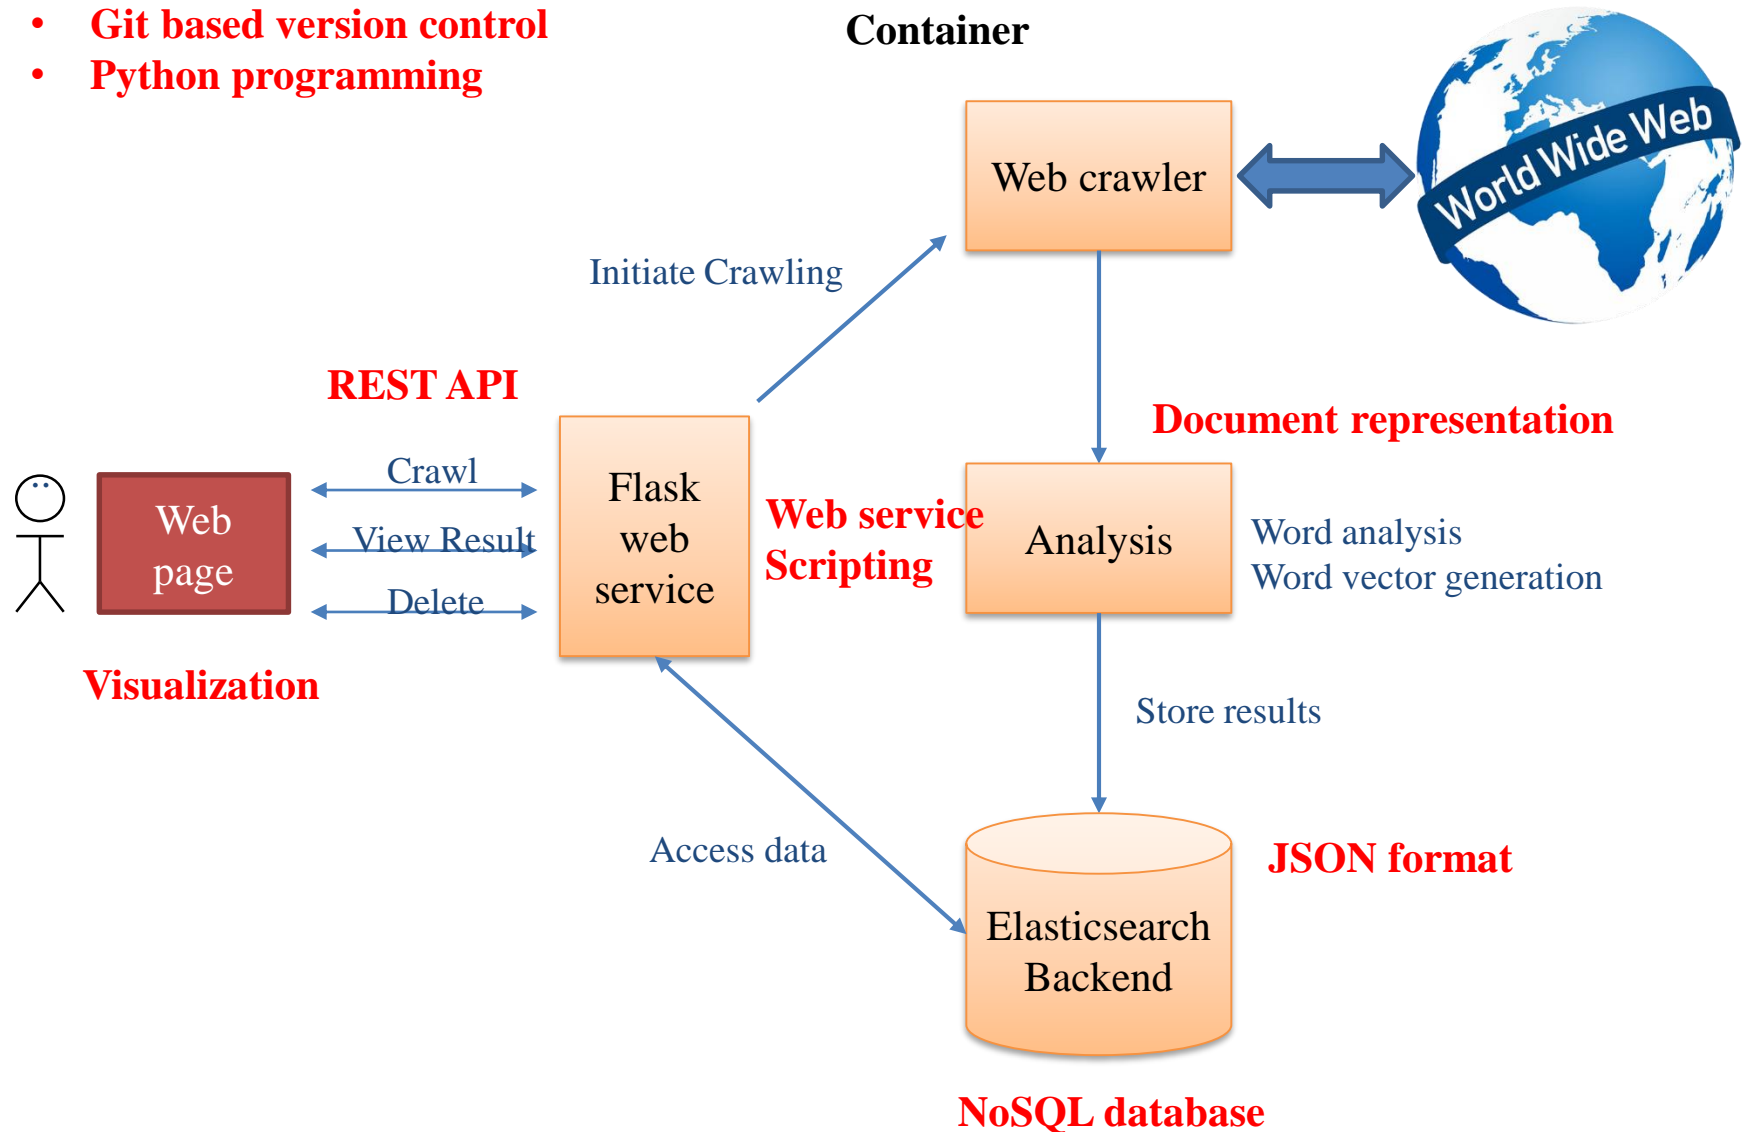 • Git based version control
• Python programming
Container
World Wide Web
Web crawler
Initiate Crawling
REST API
Document representation
Crawl
View Result
Delete
Web
page
Flask
web
service
Web service
Scripting
Analysis
Word analysis
Word vector generation
Visualization
Store results
Access data
JSON format
Elasticsearch
Backend
NoSQL database